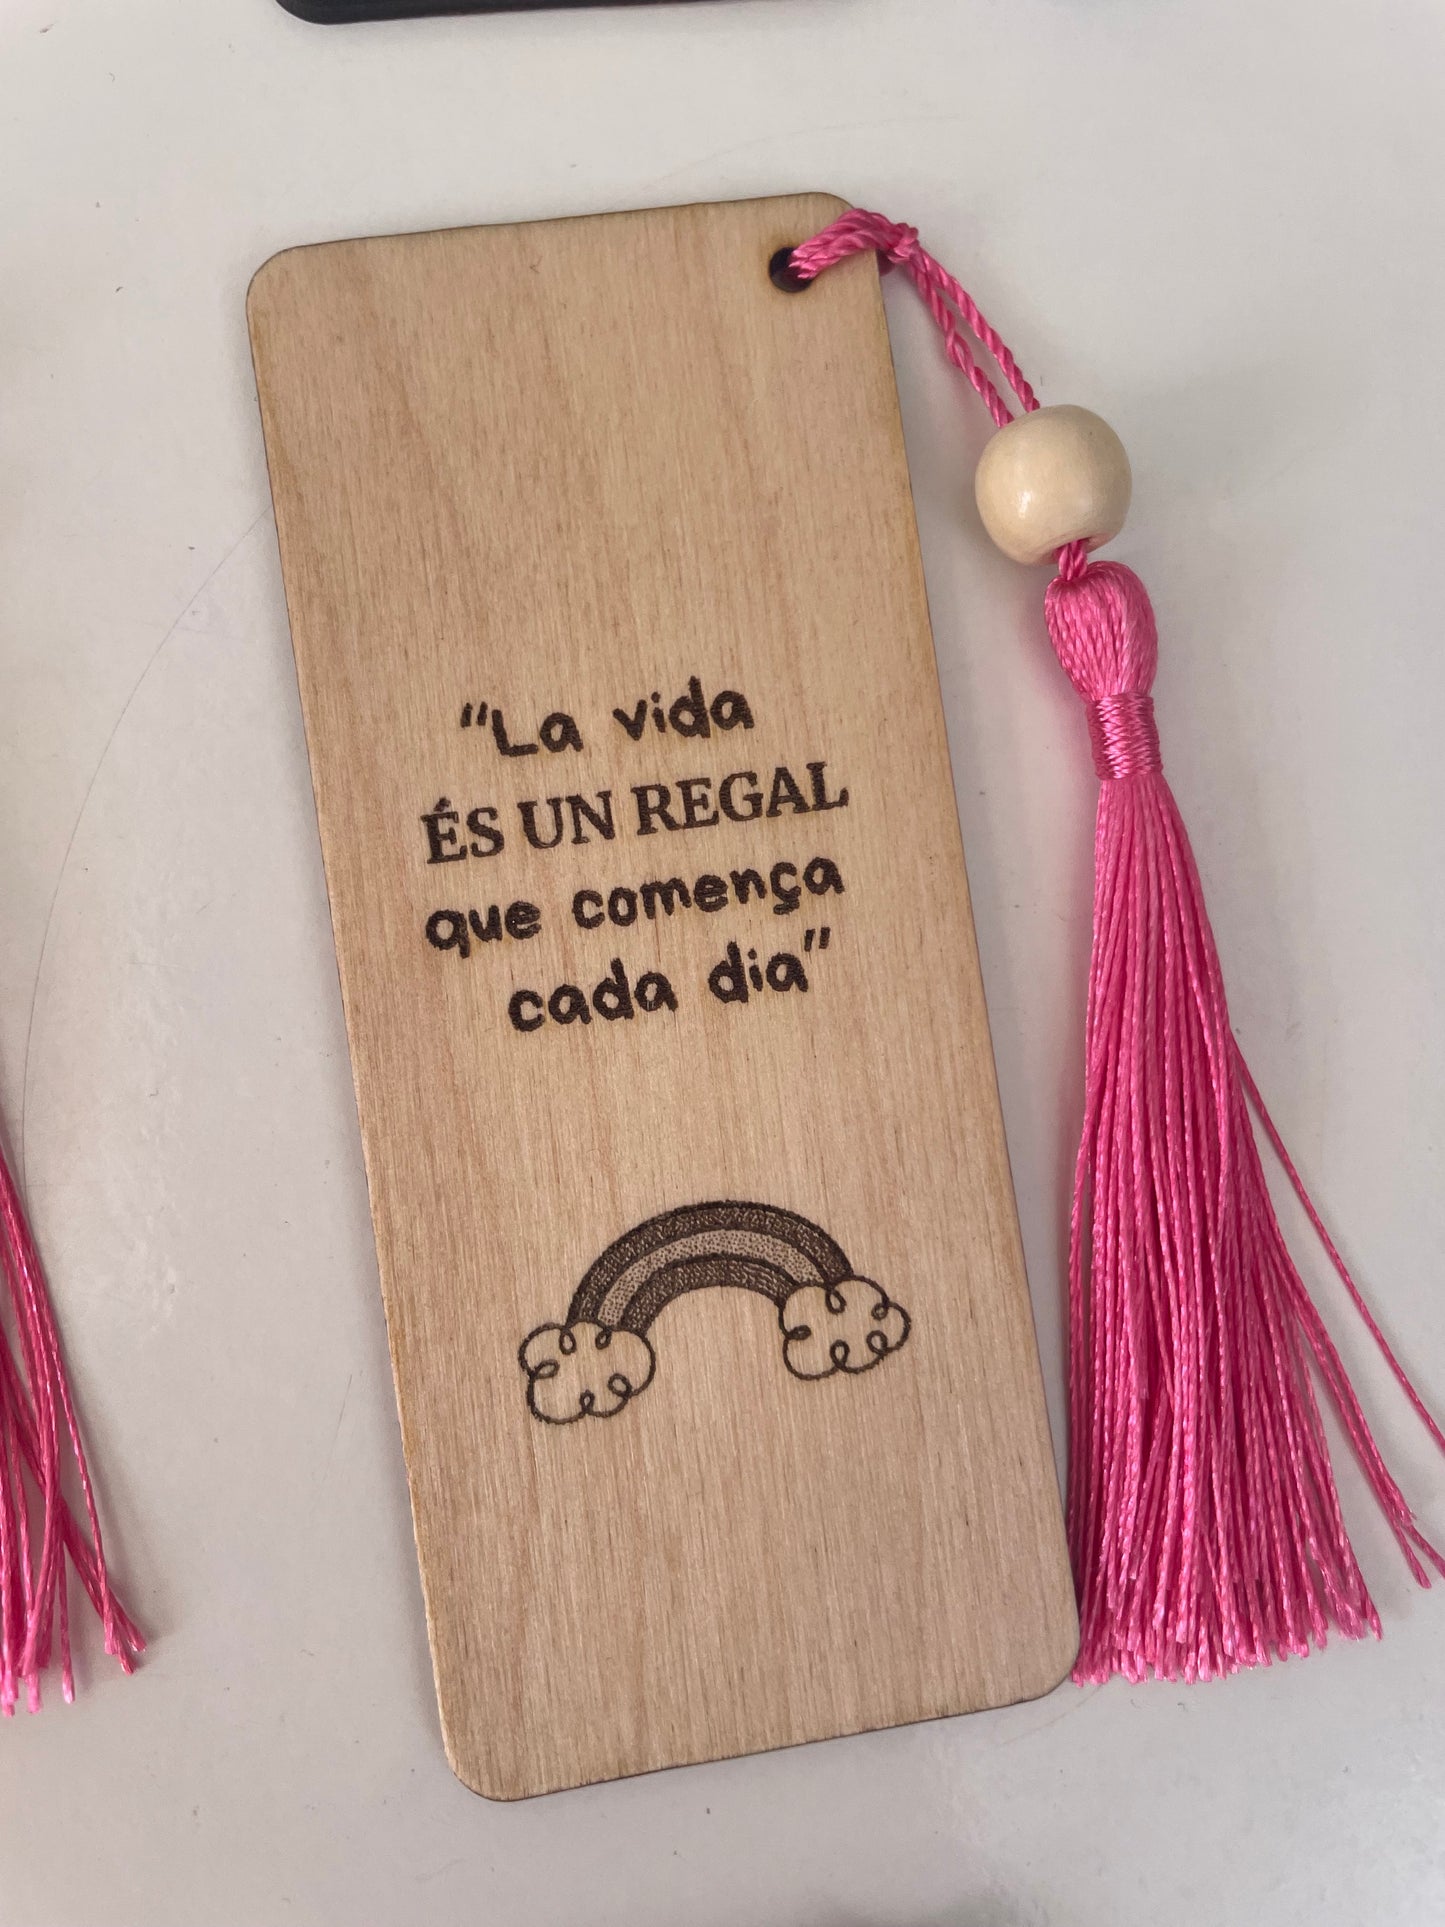 “La vida
ÉS UN REGAL
que comença
cada dia”